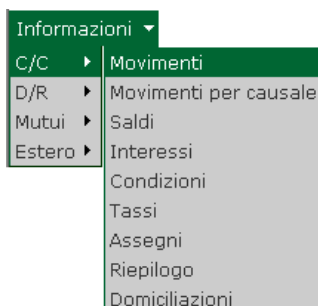 Informazioni
C/C
D/R
Mutui
Estero
Movimenti
Movimenti per causale
Saldi
Interessi
Condizioni
Tassi
Assegni
Riepilogo
Domiciliazioni